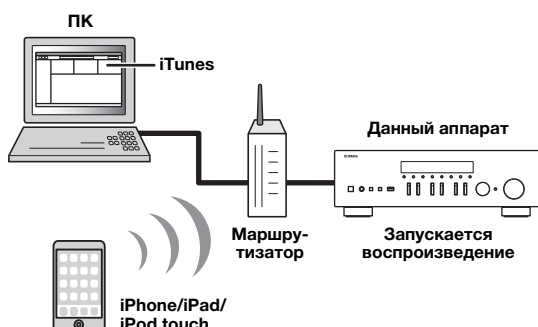 ПК
iTunes
Данный аппарат
Маршру-
тизатор
Запускается
воспроизведение
iPhone/iPad/
iPod touch